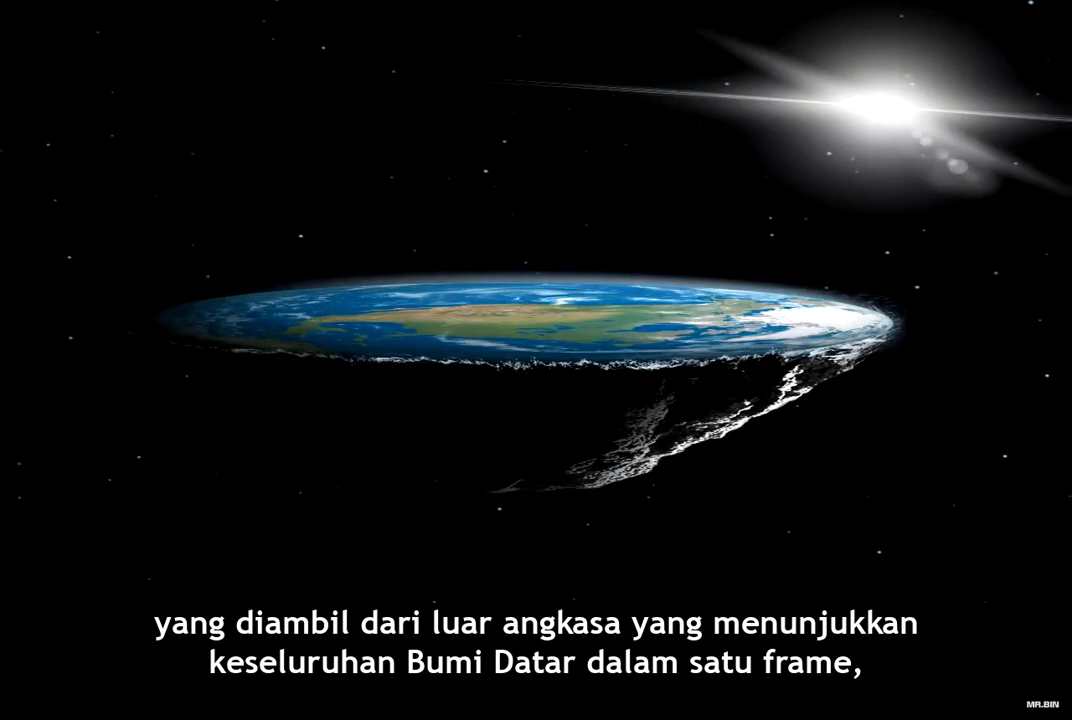 yang diambil dari luar angkasa yang menunjukkan
keseluruhan Bumi Datar dalam satu frame,
MR.BIN